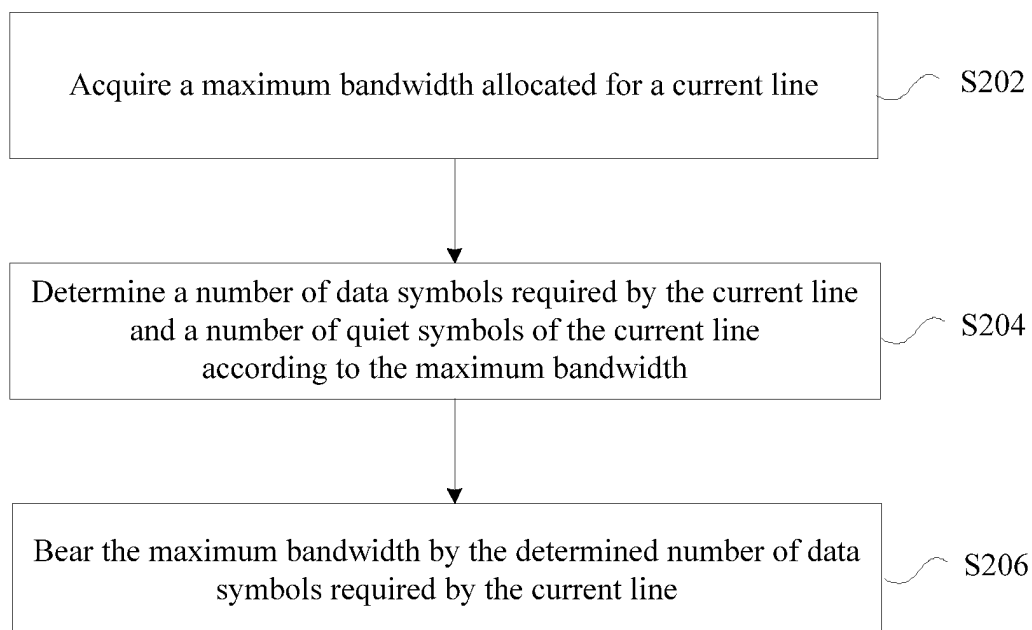 Acquire a maximum bandwidth allocated for a current line
S202
Determine a number of data symbols required by the current line
and a number of quiet symbols of the current line
according to the maximum bandwidth
S204
Bear the maximum bandwidth by the determined number of data
symbols required by the current line
S206